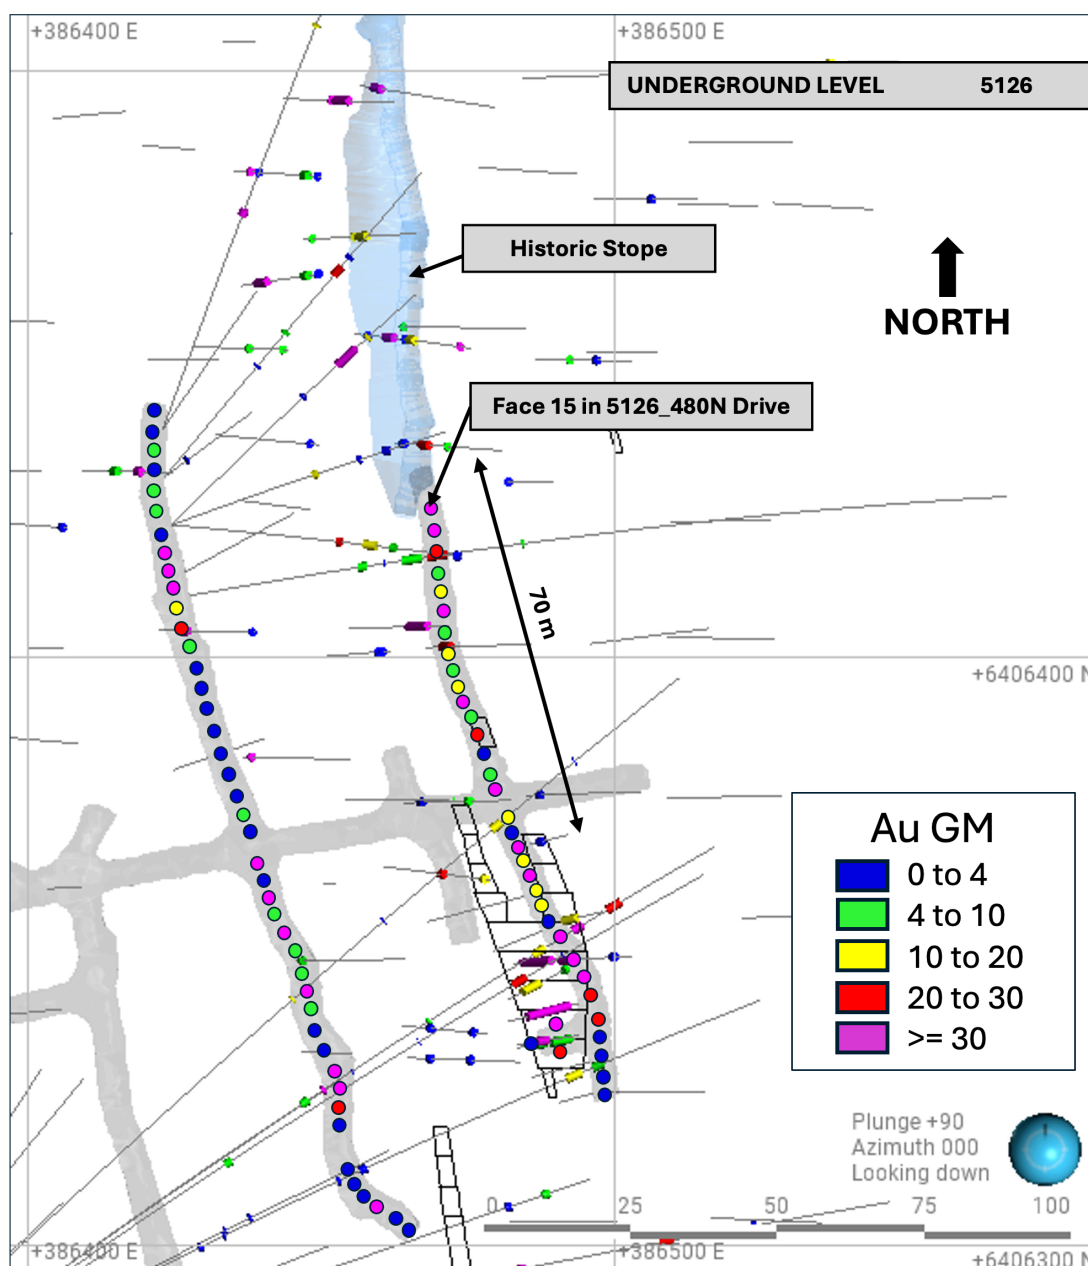 +386400 E
+386500 E
UNDERGROUND LEVEL 5126
Historic Stope
NORTH
Face 15 in 5126_480N Drive
70 m
+6406400 N
Au GM
0 to 4
4 to 10
10 to 20
20 to 30
>= 30
Plunge +90
Azimuth 000
Looking down
0 25 50 75 100
+386400 E
+386500 E
+6406300 N